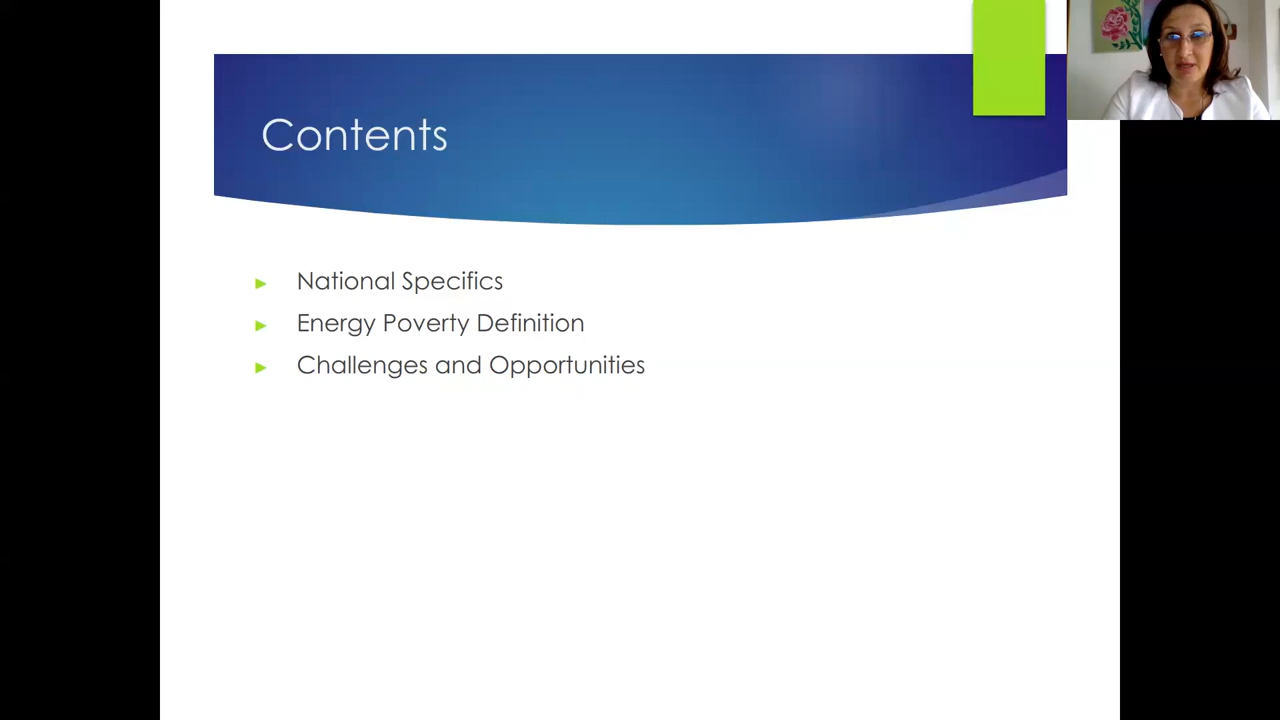 Contents
National Specifics
Energy Poverty Definition
Challenges and Opportunities